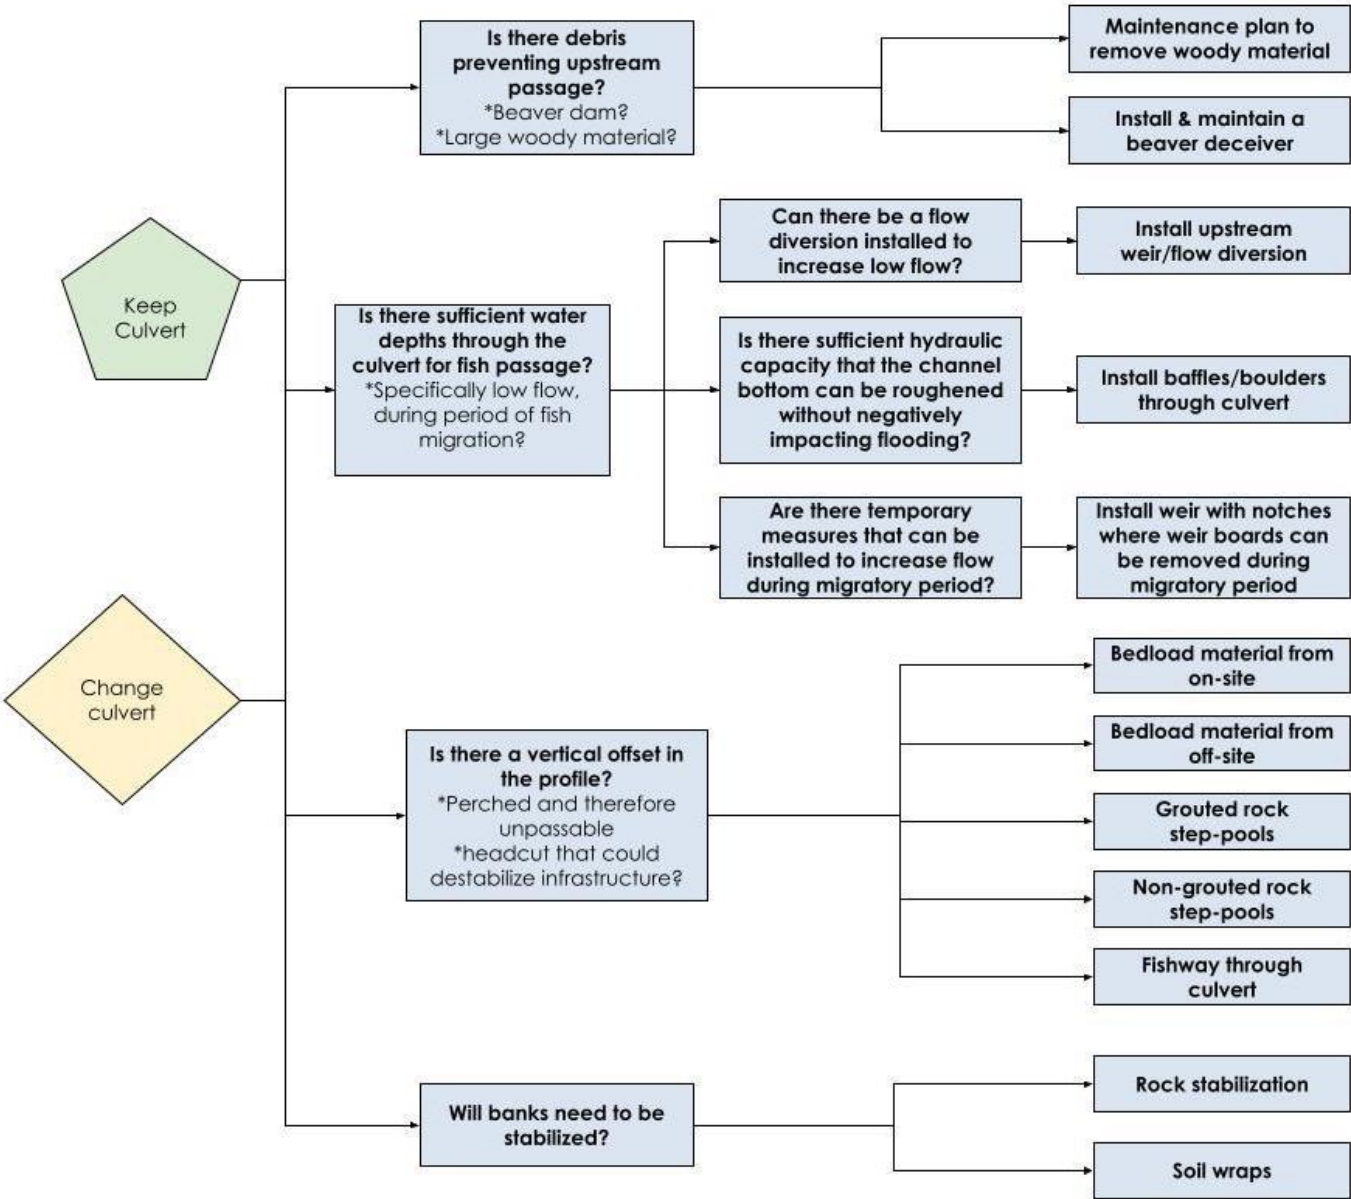 Is there debris
preventing upstream
passage?
*Beaver dam?
*Large woody material?
Maintenance plan to
remove woody material
Install & maintain a
beaver deceiver
Keep
Culvert
Is there sufficient water
depths through the
culvert for fish passage?
*Specifically low flow,
during period of fish
migration?
Can there be a flow
diversion installed to
increase low flow?
Install upstream
weir/flow diversion
Is there sufficient hydraulic
capacity that the channel
bottom can be roughened
without negatively
impacting flooding?
Install baffles/boulders
through culvert
Are there temporary
measures that can be
installed to increase flow
during migratory period?
Install weir with notches
where weir boards can
be removed during
migratory period
Change
culvert
Is there a vertical offset in
the profile?
*Perched and therefore
unpassable
*headcut that could
destabilize infrastructure?
Bedload material from
on-site
Bedload material from
off-site
Grouted rock
step-pools
Non-grouted rock
step-pools
Fishway through
culvert
Will banks need to be
stabilized?
Rock stabilization
Soil wraps